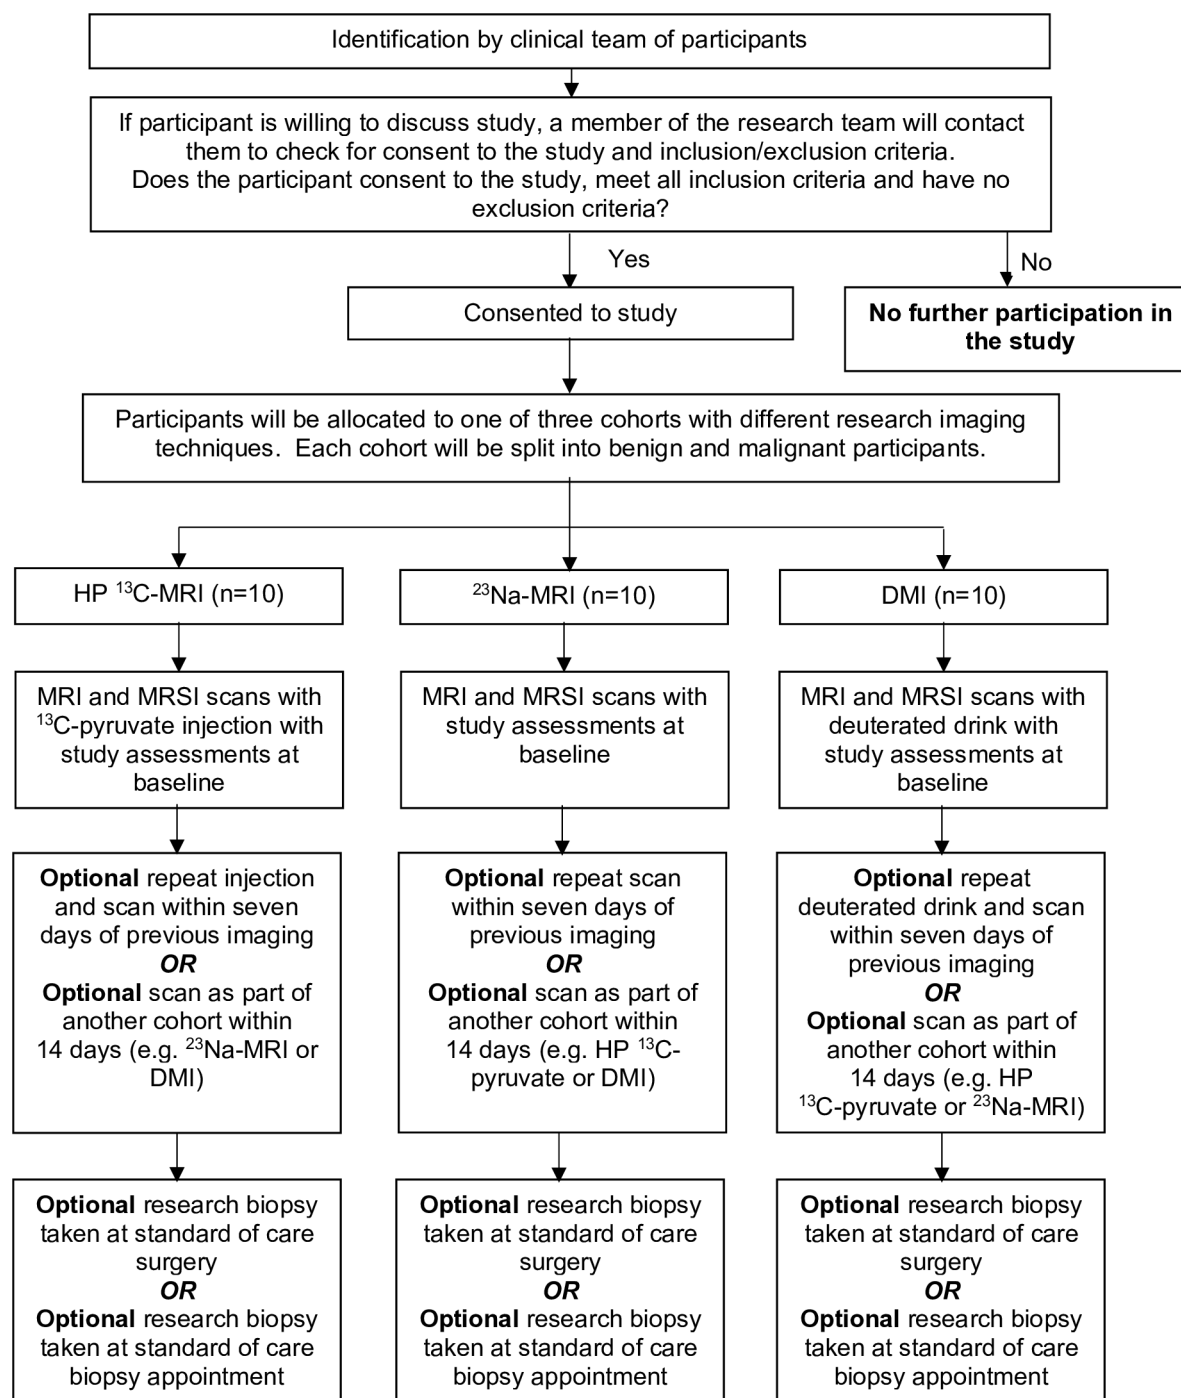 Identification by clinical team of participants
If participant is willing to discuss study, a member of the research team will contact
them to check for consent to the study and inclusion/exclusion criteria.
Does the participant consent to the study, meet all inclusion criteria and have no
exclusion criteria?
Yes
No
Consented to study
No further participation in
the study
Participants will be allocated to one of three cohorts with different research imaging
techniques.  Each cohort will be split into benign and malignant participants.
HP ¹³C-MRI (n=10)
²³Na-MRI (n=10)
DMI (n=10)
MRI and MRSI scans with
¹³C-pyruvate injection with
study assessments at
baseline
MRI and MRSI scans with
study assessments at
baseline
MRI and MRSI scans with
deuterated drink with
study assessments at
baseline
Optional repeat injection
and scan within seven
days of previous imaging
OR
Optional scan as part of
another cohort within
14 days (e.g. ²³Na-MRI or
DMI)
Optional repeat scan
within seven days of
previous imaging
OR
Optional scan as part of
another cohort within
14 days (e.g. HP ¹³C-
pyruvate or DMI)
Optional repeat
deuterated drink and scan
within seven days of
previous imaging
OR
Optional scan as part of
another cohort within
14 days (e.g. HP
¹³C-pyruvate or ²³Na-MRI)
Optional research biopsy
taken at standard of care
surgery
OR
Optional research biopsy
taken at standard of care
biopsy appointment
Optional research biopsy
taken at standard of care
surgery
OR
Optional research biopsy
taken at standard of care
biopsy appointment
Optional research biopsy
taken at standard of care
surgery
OR
Optional research biopsy
taken at standard of care
biopsy appointment